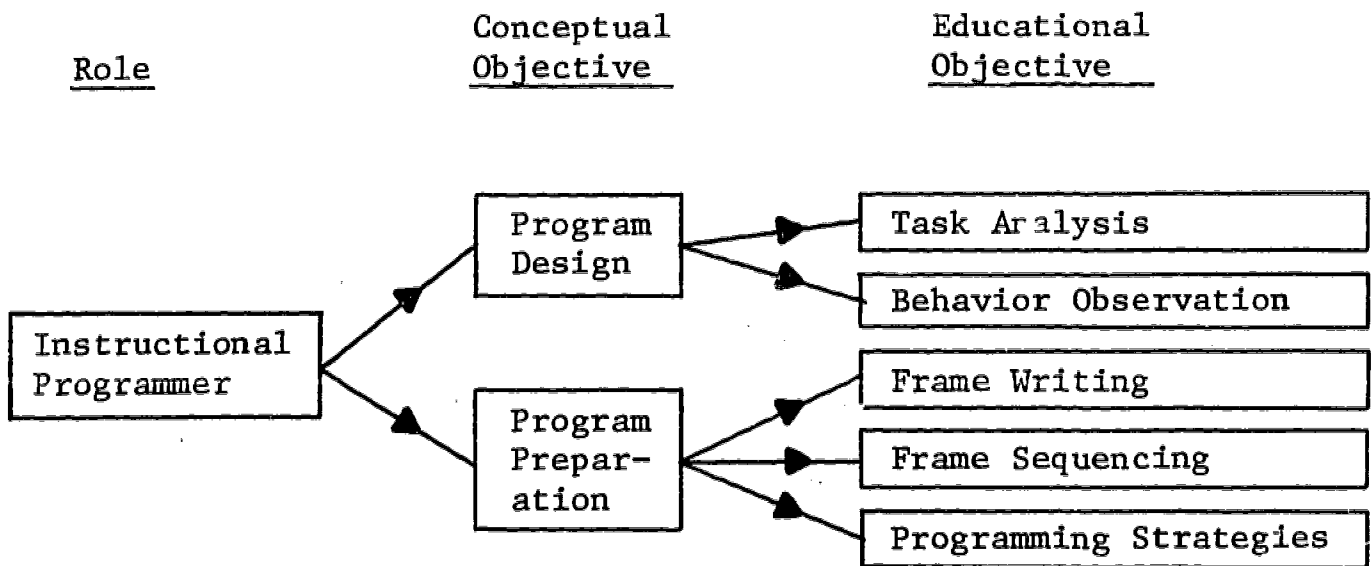 Role
Conceptual
Objective
Educational
Objective
Instructional
Programmer
Program
Design
Program
Prepar-
ation
Task Analysis
Behavior Observation
Frame Writing
Frame Sequencing
Programming Strategies